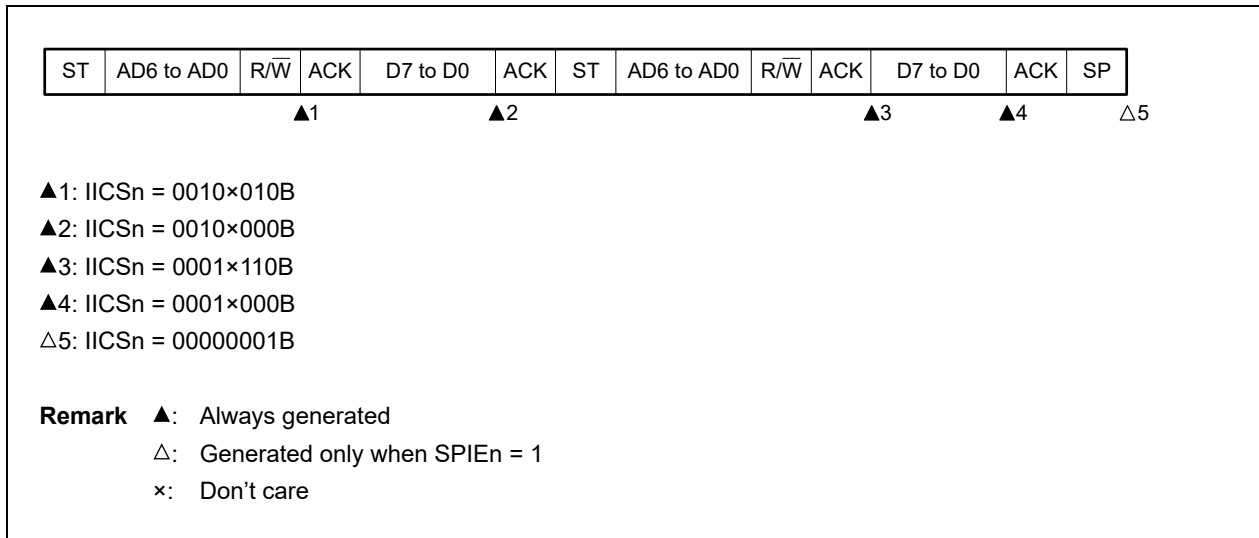 ST AD6 to AD0 R/W̅ ACK D7 to D0 ACK ST AD6 to AD0 R/W̅ ACK D7 to D0 ACK SP
▲1 ▲2 ▲3 ▲4 △5
▲1: IICSn = 0010×010B
▲2: IICSn = 0010×000B
▲3: IICSn = 0001×110B
▲4: IICSn = 0001×000B
△5: IICSn = 00000001B
Remark ▲: Always generated
△: Generated only when SPIEn = 1
×: Don't care